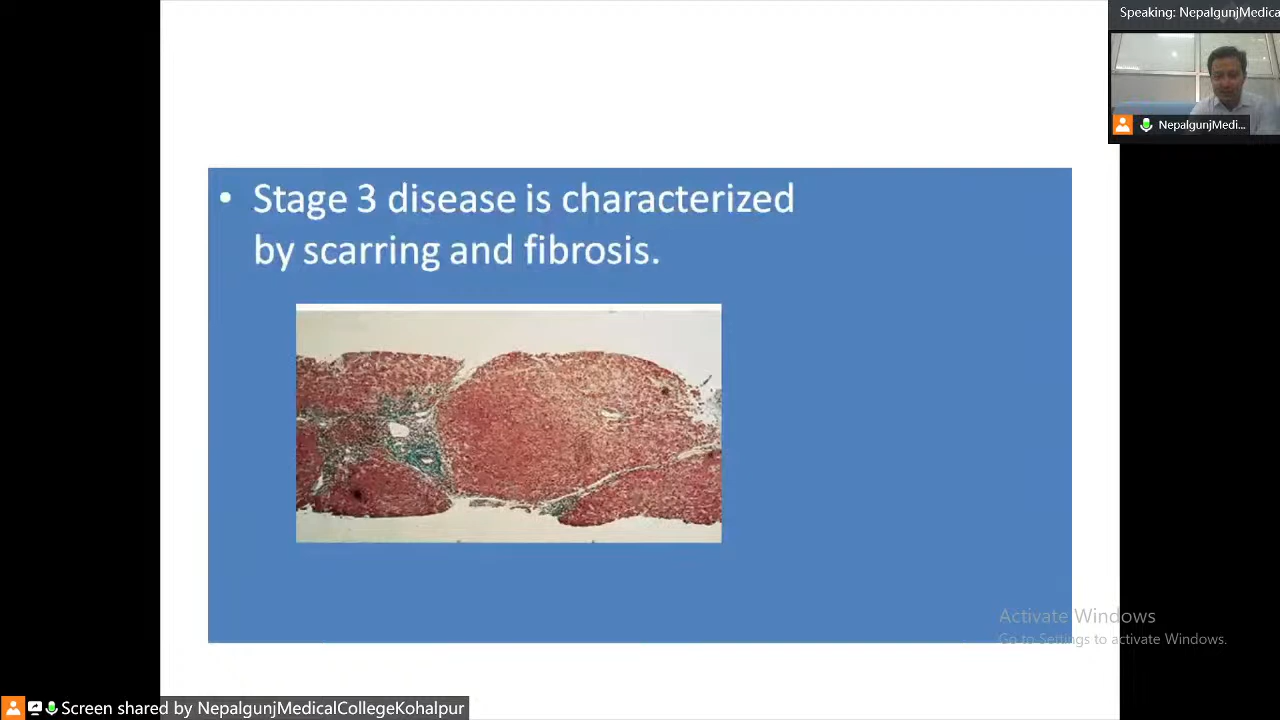 Speaking: NepalgunjMedica
NepalgunjMedi...
• Stage 3 disease is characterized
by scarring and fibrosis.
Activate Windows
Go to Settings to activate Windows.
Screen shared by NepalgunjMedicalCollegeKohalpur